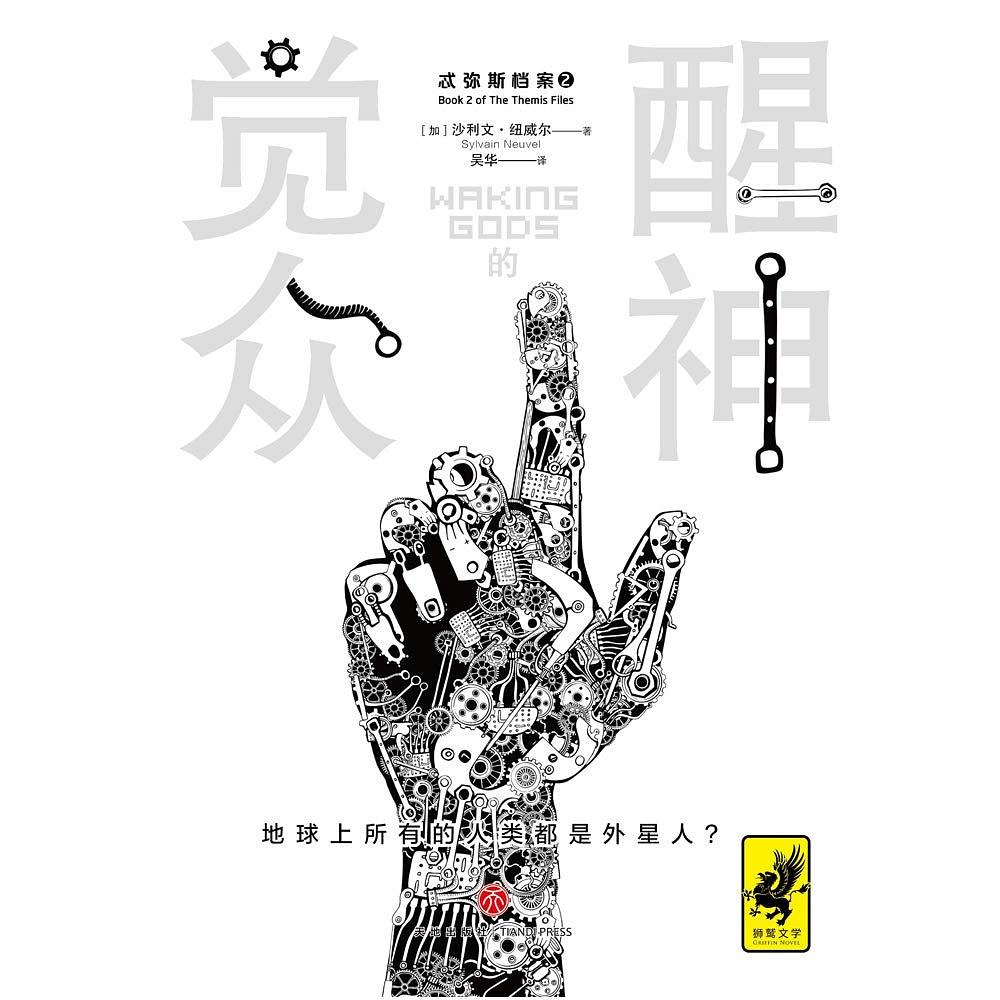 觉醒
忒弥斯档案2
Book 2 of The Themis Files
[加]沙利文·纽威尔——著
Sylvain Neuvel
吴华——译
WAKING
GODS
的
众神
地球上所有的人类都是外星人？
天地出版社 | TIANDI PRESS
狮鹫文学
GRIFFIN NOVEL